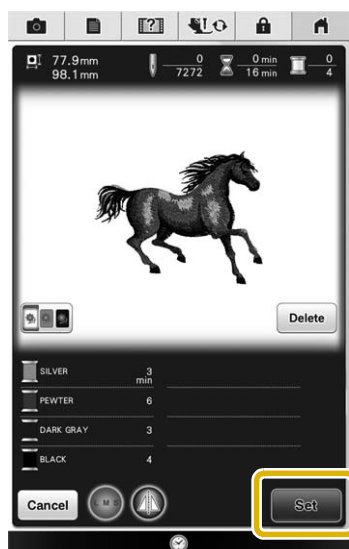 77.9mm
98.1mm
0
7272
0 min
16 min
0
4
Delete
SILVER 3
min
PEWTER 6
DARK GRAY 3
BLACK 4
Cancel
L M S
Set